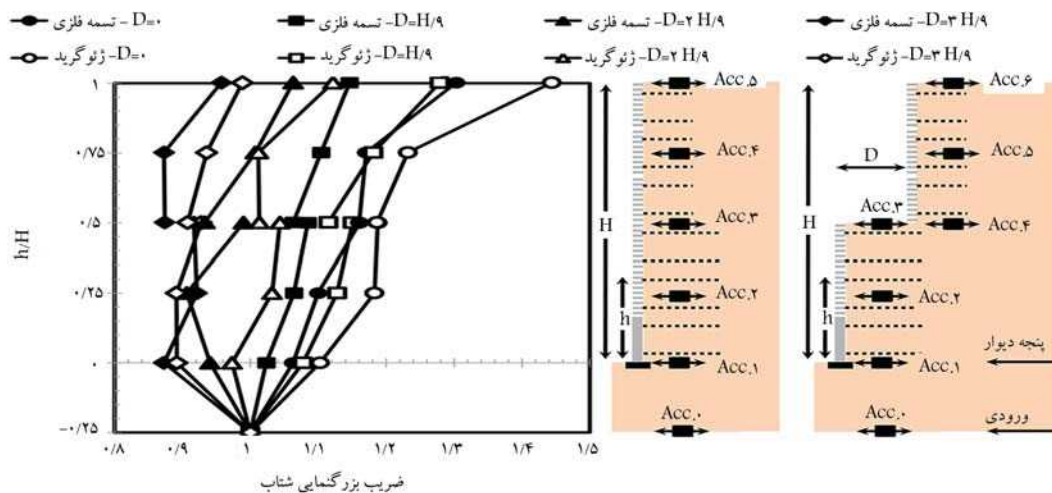 تسمه فلزی - D=۰
تسمه فلزی -D=H/۹
تسمه فلزی -D=۲ H/۹
تسمه فلزی -D=۳ H/۹
ژئوگرید -D=۰
ژئوگرید -D=H/۹
ژئوگرید -D=۲ H/۹
ژئوگرید -D=۳ H/۹
۱
۰/۷۵
۰/۵
۰/۲۵
۰
-۰/۲۵
h/H
۰/۸
۰/۹
۱
۱/۱
۱/۲
۱/۳
۱/۴
۱/۵
ضریب بزرگنمایی شتاب
Acc.۵
Acc.۴
Acc.۳
Acc.۲
Acc.۱
Acc.۰
H
h
Acc.۶
Acc.۵
D
Acc.۳
Acc.۴
Acc.۲
Acc.۱
Acc.۰
H
h
پنجه دیوار
ورودی